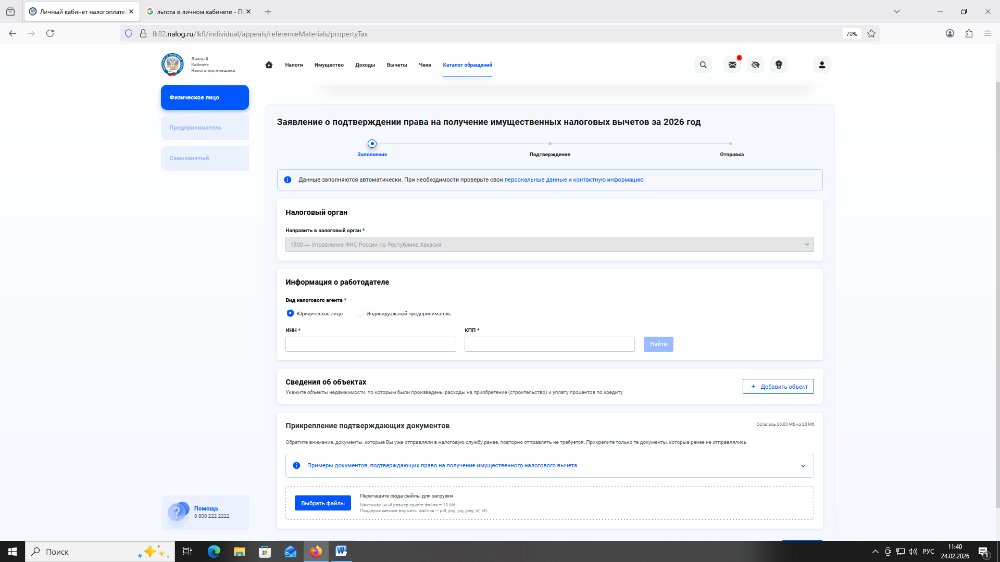 Личный кабинет налогоплате
льгота в личном кабинете - По
lkfl2.nalog.ru/lkfl/individual/appeals/referenceMaterials/propertyTax
70%
Личный
Кабинет
Налогоплательщика
Налоги
Имущество
Доходы
Вычеты
Чеки
Каталог обращений
Физическое лицо
Предприниматель
Самозанятый
Заявление о подтверждении права на получение имущественных налоговых вычетов за 2026 год
Заполнение
Подтверждение
Отправка
Данные заполняются автоматически. При необходимости проверьте свои персональные данные и контактную информацию
Налоговый орган
Направить в налоговый орган *
1900 — Управление ФНС России по Республике Хакасия
Информация о работодателе
Вид налогового агента *
Юридическое лицо
Индивидуальный предприниматель
ИНН *
КПП *
Найти
Сведения об объектах
Укажите объекты недвижимости, по которым были произведены расходы на приобретение (строительство) и уплату процентов по кредиту
+ Добавить объект
Прикрепление подтверждающих документов
Осталось 20.00 Мб из 20 Мб
Обратите внимание, документы, которые Вы уже отправляли в налоговую службу ранее, повторно отправлять не требуется. Прикрепите только те документы, которые ранее не отправлялись
Примеры документов, подтверждающих право на получение имущественного налогового вычета
Выбрать файлы
Перетащите сюда файлы для загрузки
Максимальный размер одного файла — 10 Мб.
Поддерживаемые форматы файлов — pdf, png, jpg, jpeg, tif, tiff.
Помощь
8 800 222 2222
Поиск
РУС
11:40
24.02.2026
1